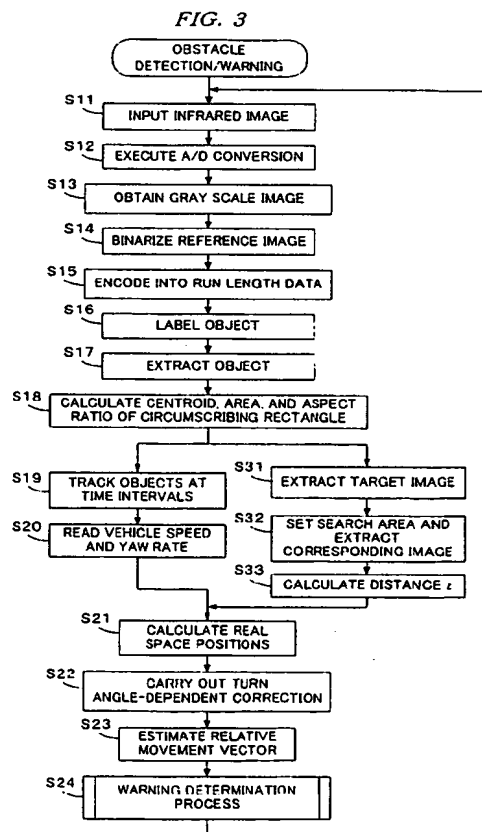 FIG. 3
OBSTACLE
DETECTION/WARNING
S11
INPUT INFRARED IMAGE
S12
EXECUTE A/D CONVERSION
S13
OBTAIN GRAY SCALE IMAGE
S14
BINARIZE REFERENCE IMAGE
S15
ENCODE INTO RUN LENGTH DATA
S16
LABEL OBJECT
S17
EXTRACT OBJECT
S18
CALCULATE CENTROID, AREA, AND ASPECT
RATIO OF CIRCUMSCRIBING RECTANGLE
S19
TRACK OBJECTS AT
TIME INTERVALS
S20
READ VEHICLE SPEED
AND YAW RATE
S31
EXTRACT TARGET IMAGE
S32
SET SEARCH AREA AND
EXTRACT
CORRESPONDING IMAGE
S33
CALCULATE DISTANCE z
S21
CALCULATE REAL
SPACE POSITIONS
S22
CARRY OUT TURN
ANGLE-DEPENDENT CORRECTION
S23
ESTIMATE RELATIVE
MOVEMENT VECTOR
S24
WARNING DETERMINATION
PROCESS